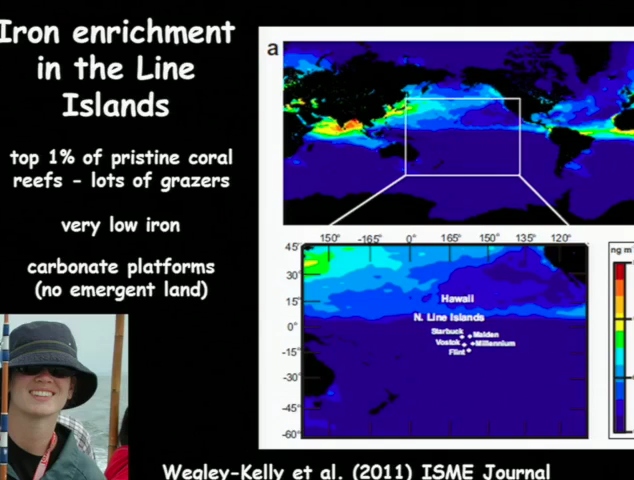 Iron enrichment
in the Line
Islands
top 1% of pristine coral
reefs - lots of grazers
very low iron
carbonate platforms
(no emergent land)
a
150° -165° 0° 165° 150° 135° 120°
45°
30°
15°
0°
-15°
-30°
-45°
-60°
Hawaii
N. Line Islands
Starbuck Malden
Vostok Millennium
Flint
ng m
Wegley-Kelly et al. (2011) ISME Journal